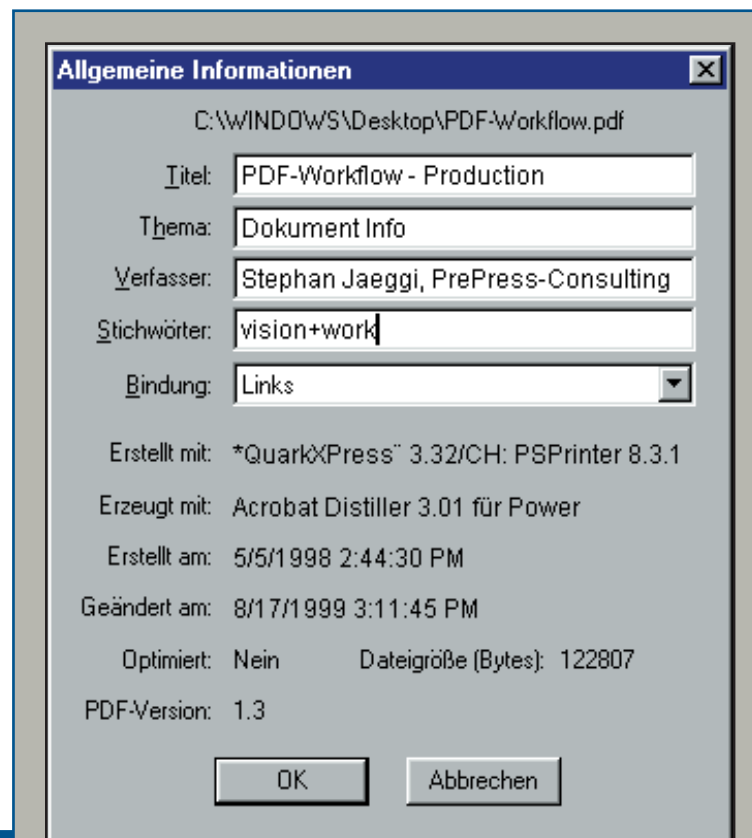 Allgemeine Informationen
C:\WINDOWS\Desktop\PDF-Workflow.pdf
Titel: PDF-Workflow - Production
Thema: Dokument Info
Verfasser: Stephan Jaeggi, PrePress-Consulting
Stichwörter: vision+work
Bindung: Links
Erstellt mit: *QuarkXPress¨ 3.32/CH: PSPrinter 8.3.1
Erzeugt mit: Acrobat Distiller 3.01 für Power
Erstellt am: 5/5/1998 2:44:30 PM
Geändert am: 8/17/1999 3:11:45 PM
Optimiert: Nein Dateigröße (Bytes): 122807
PDF-Version: 1.3
OK Abbrechen